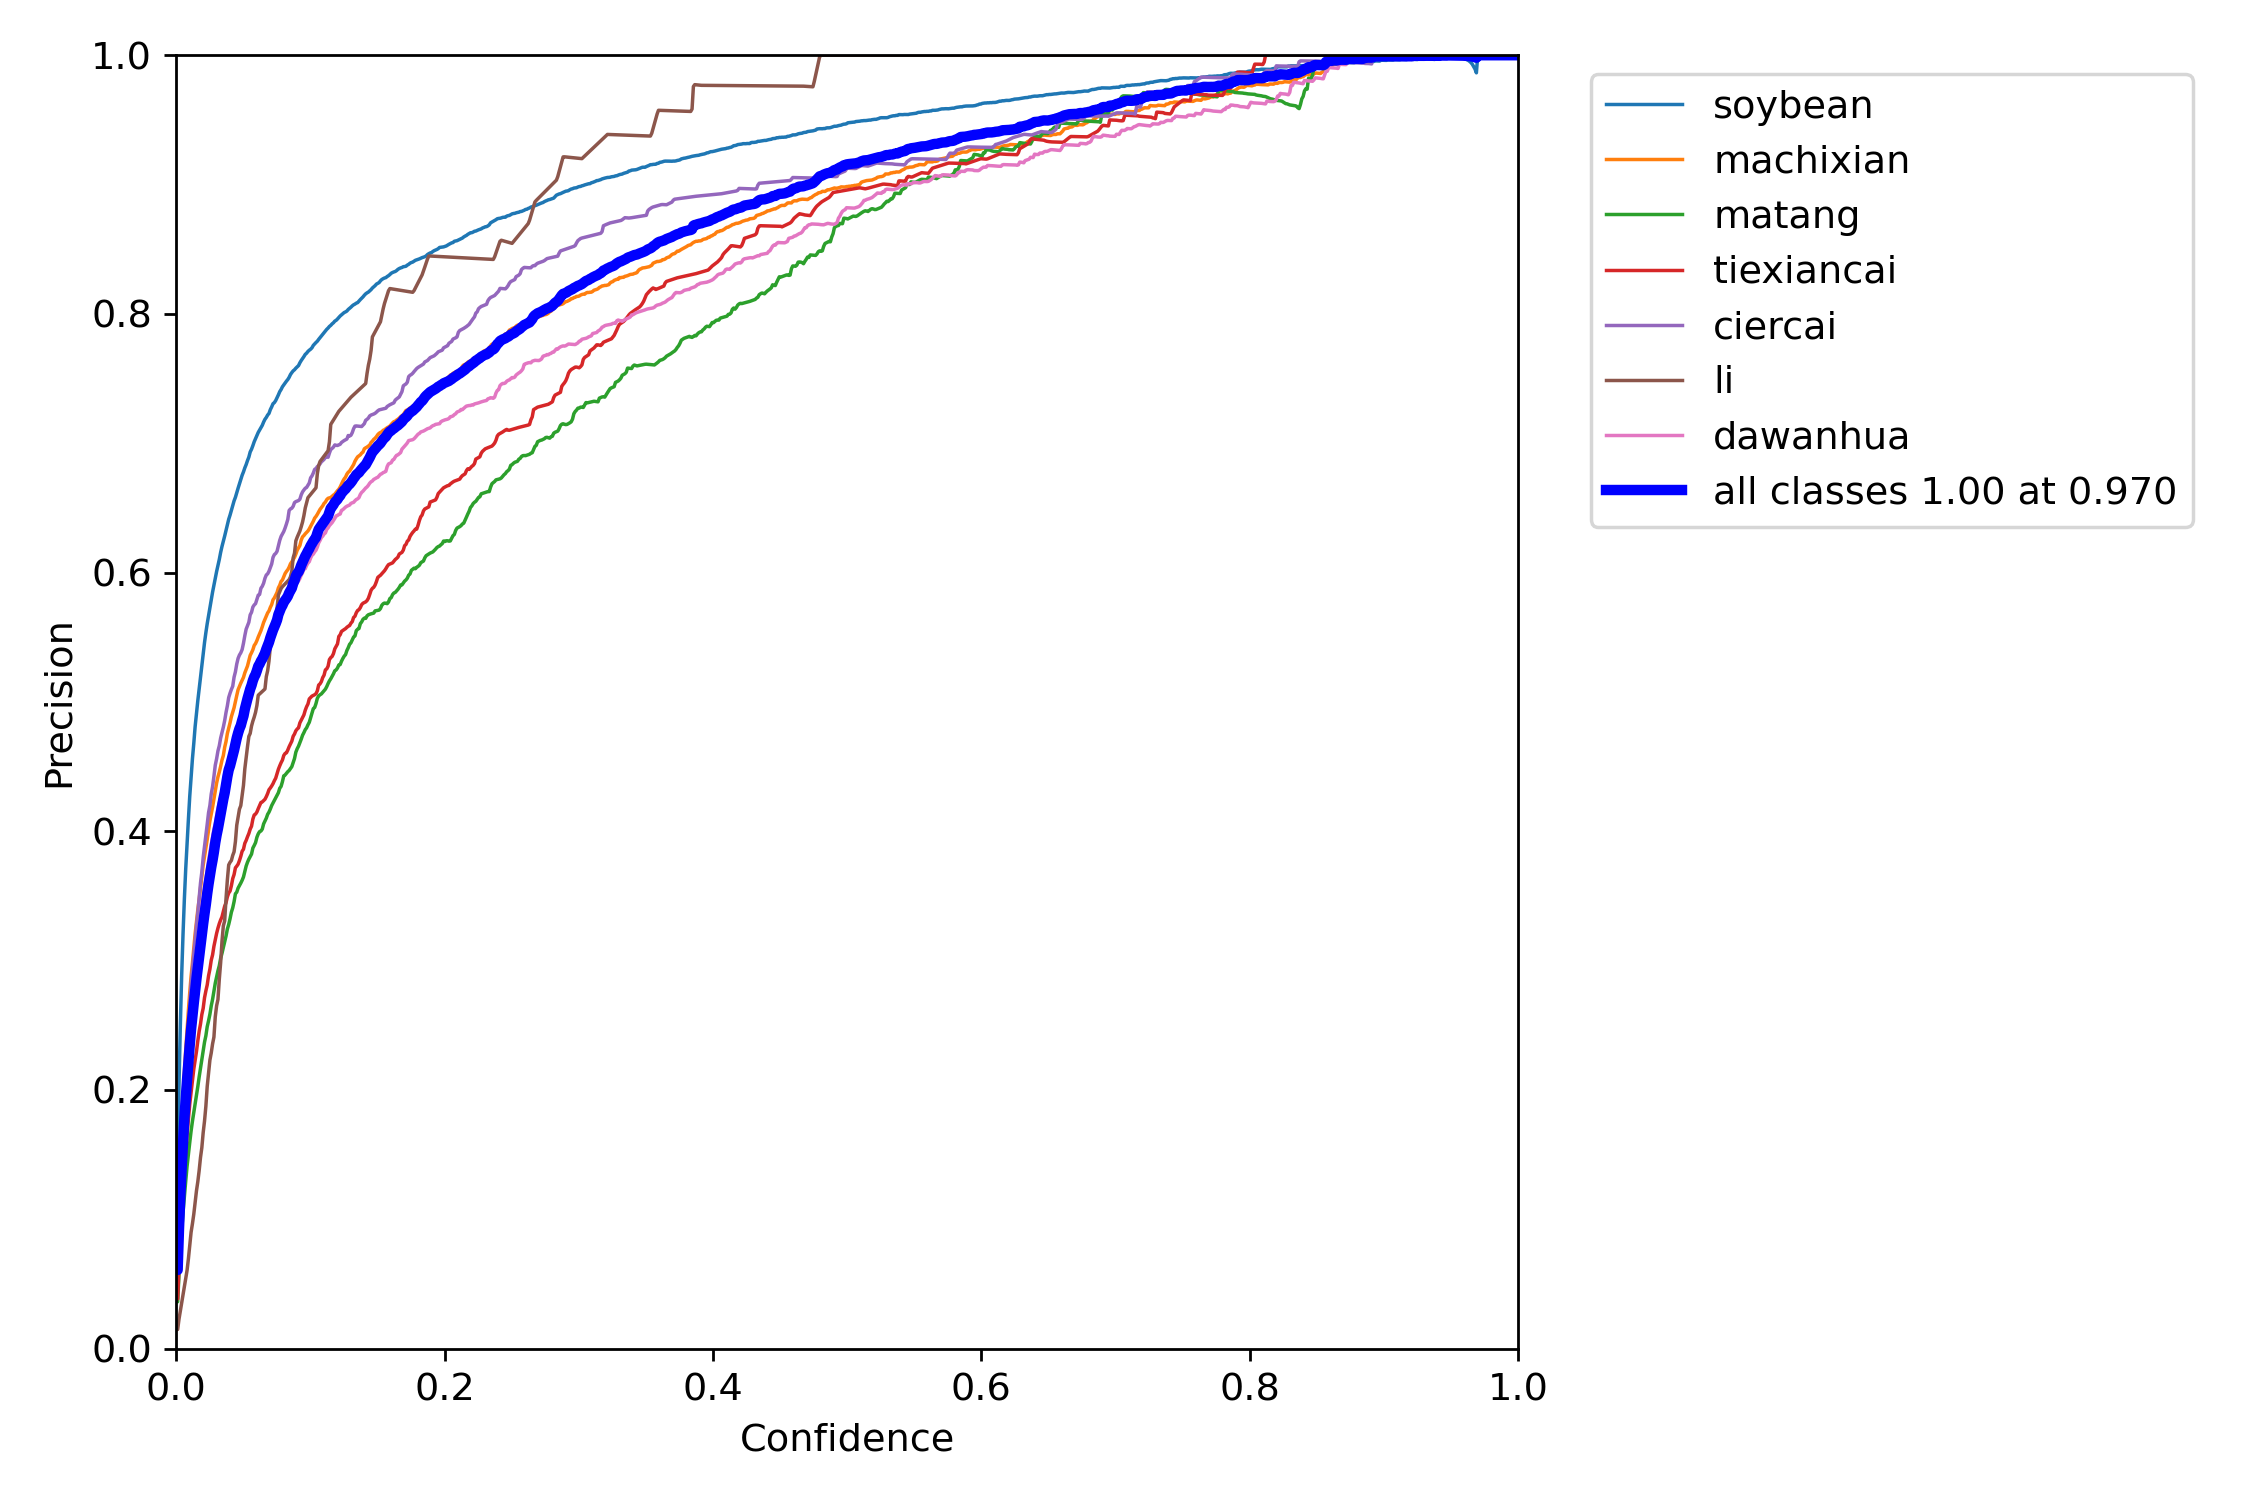 1.0
0.8
0.6
0.4
0.2
0.0
Precision
0.0 0.2 0.4 0.6 0.8 1.0
Confidence
soybean
machixian
matang
tiexiancai
ciercai
li
dawanhua
all classes 1.00 at 0.970